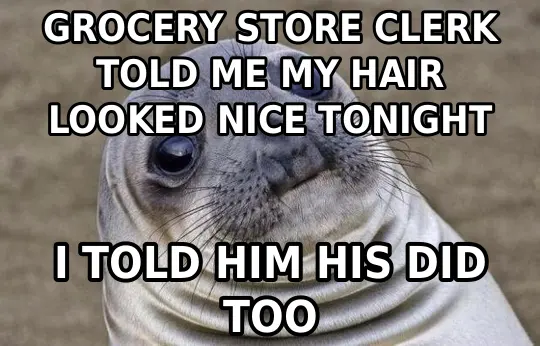 GROCERY STORE CLERK
TOLD ME MY HAIR
LOOKED NICE TONIGHT
I TOLD HIM HIS DID
TOO